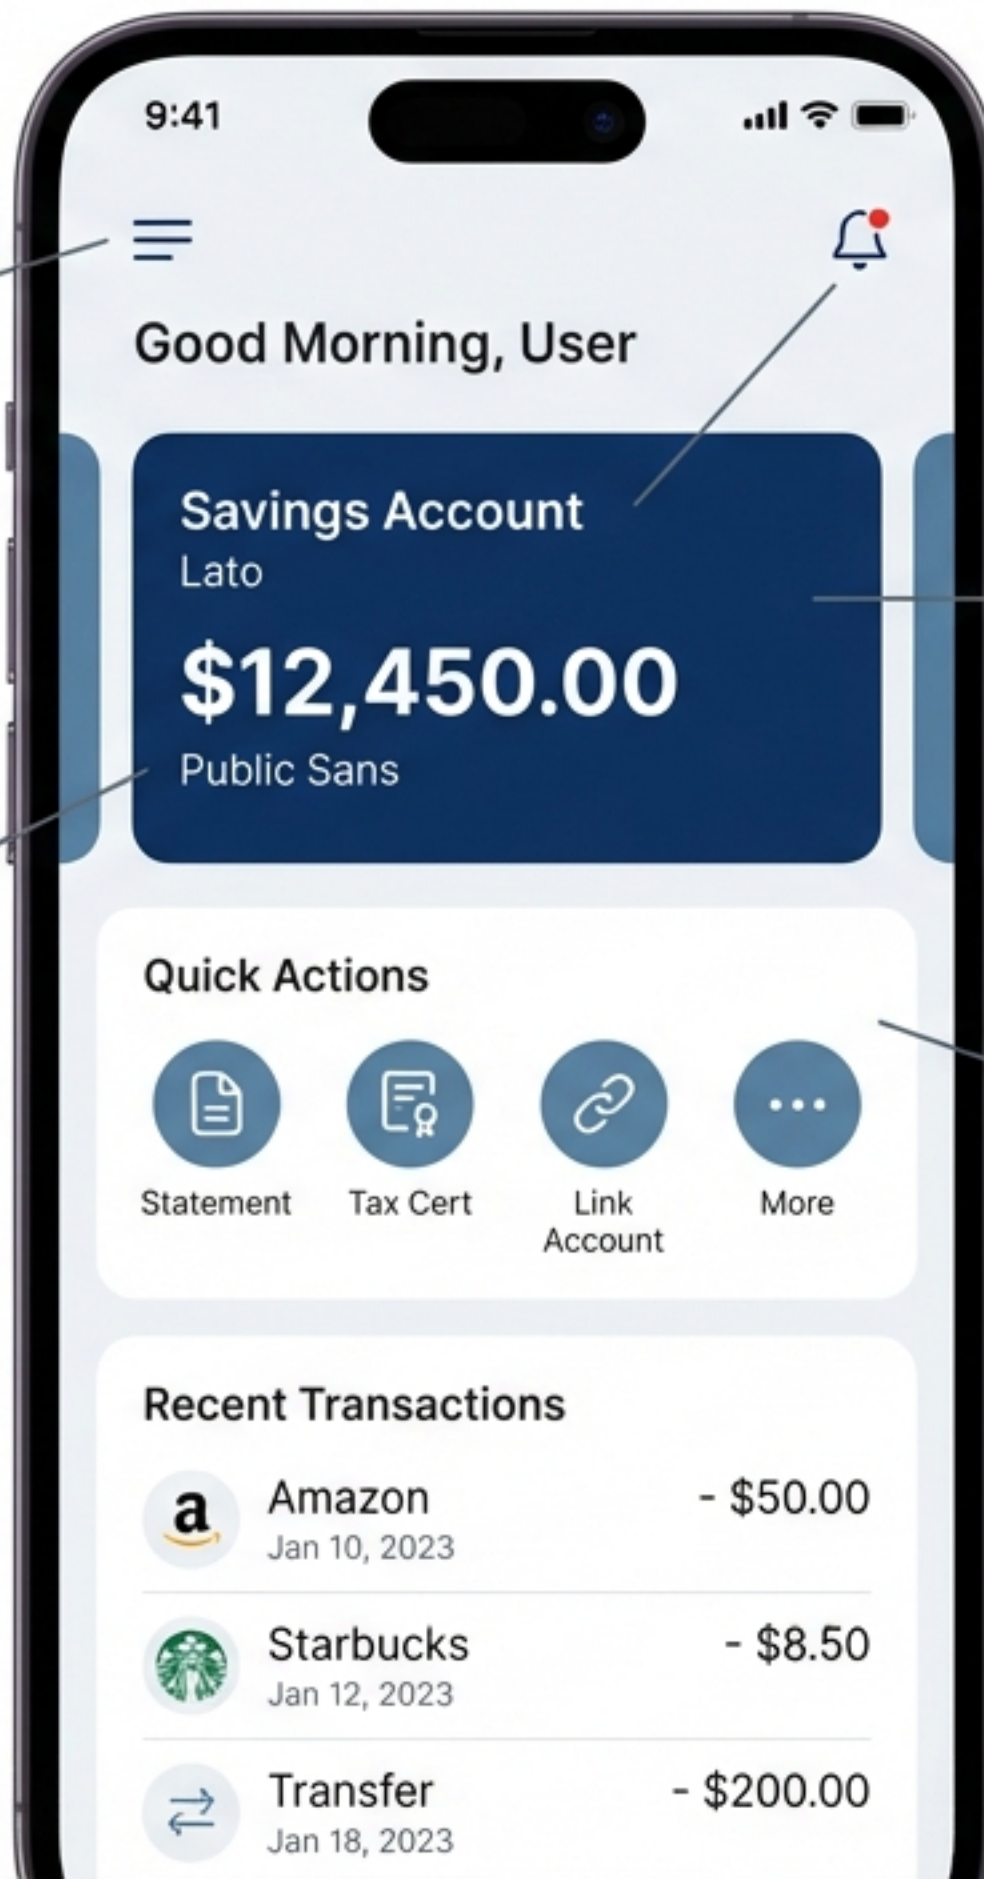 9:41
Good Morning, User
Savings Account
Lato
$12,450.00
Public Sans
Quick Actions
Statement
Tax Cert
Link
Account
More
Recent Transactions
a
Amazon
- $50.00
Jan 10, 2023
Starbucks
- $8.50
Jan 12, 2023
Transfer
- $200.00
Jan 18, 2023